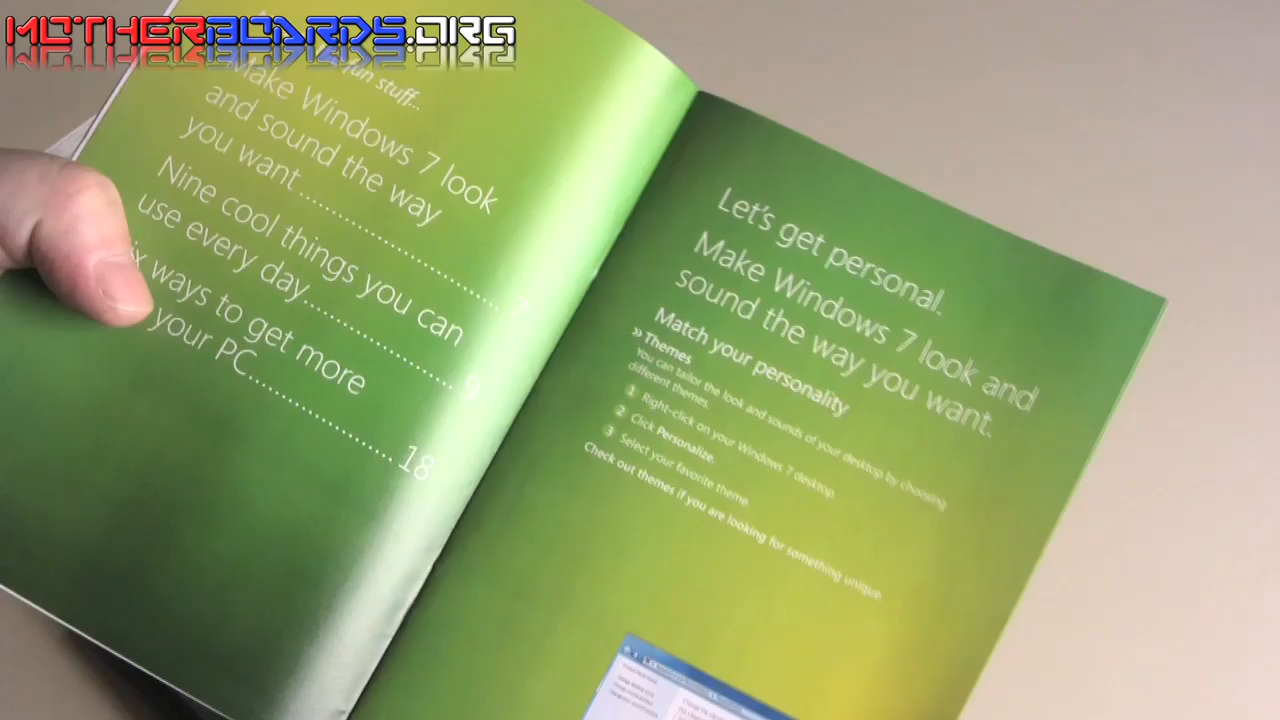 MOTHERBOARDS.ORG
fun stuff...
Make Windows 7 look
and sound the way
you want
7
Nine cool things you can
use every day
9
ways to get more
your PC
18
Let's get personal.
Make Windows 7 look and
sound the way you want.
Match your personality
» Themes
You can tailor the look and sounds of your desktop by choosing
different themes.
1 Right-click on your Windows 7 desktop.
2 Click Personalize.
3 Select your favorite theme.
Check out themes if you are looking for something unique.